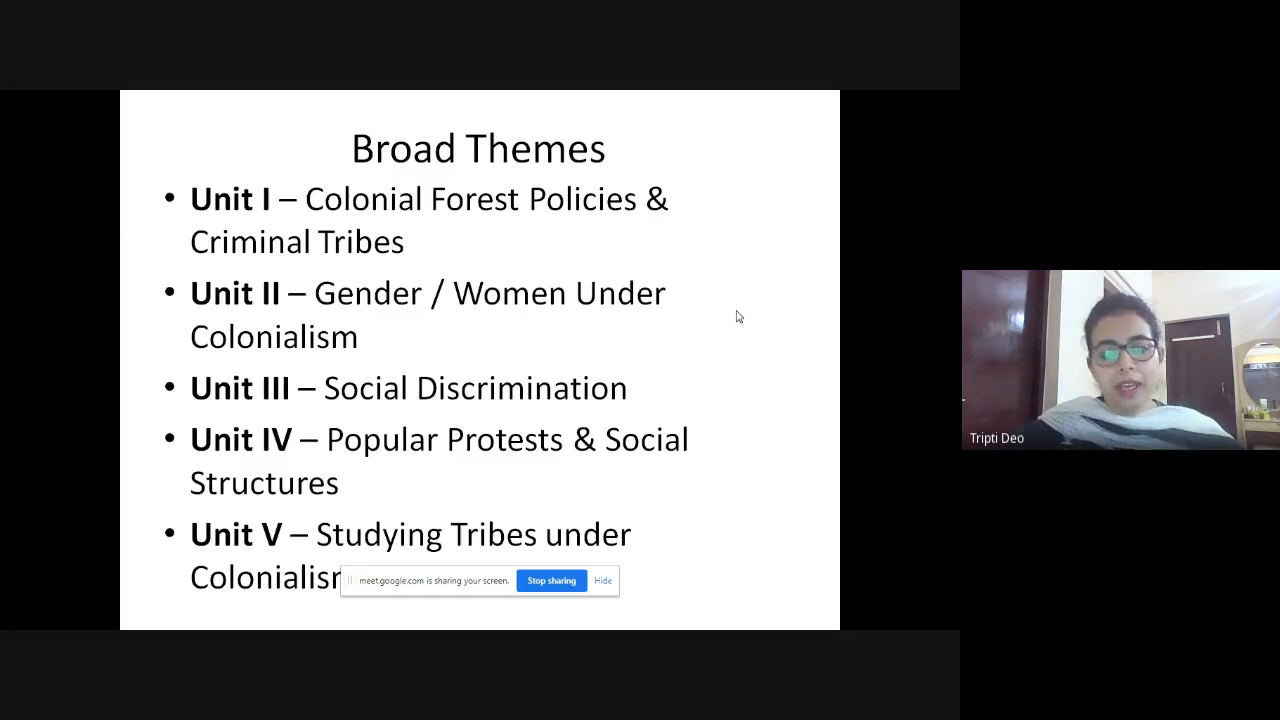 Broad Themes
• Unit I – Colonial Forest Policies &
Criminal Tribes
• Unit II – Gender / Women Under
Colonialism
• Unit III – Social Discrimination
• Unit IV – Popular Protests & Social
Structures
• Unit V – Studying Tribes under
Colonialism
meet.google.com is sharing your screen.
Stop sharing
Hide
Tripti Deo